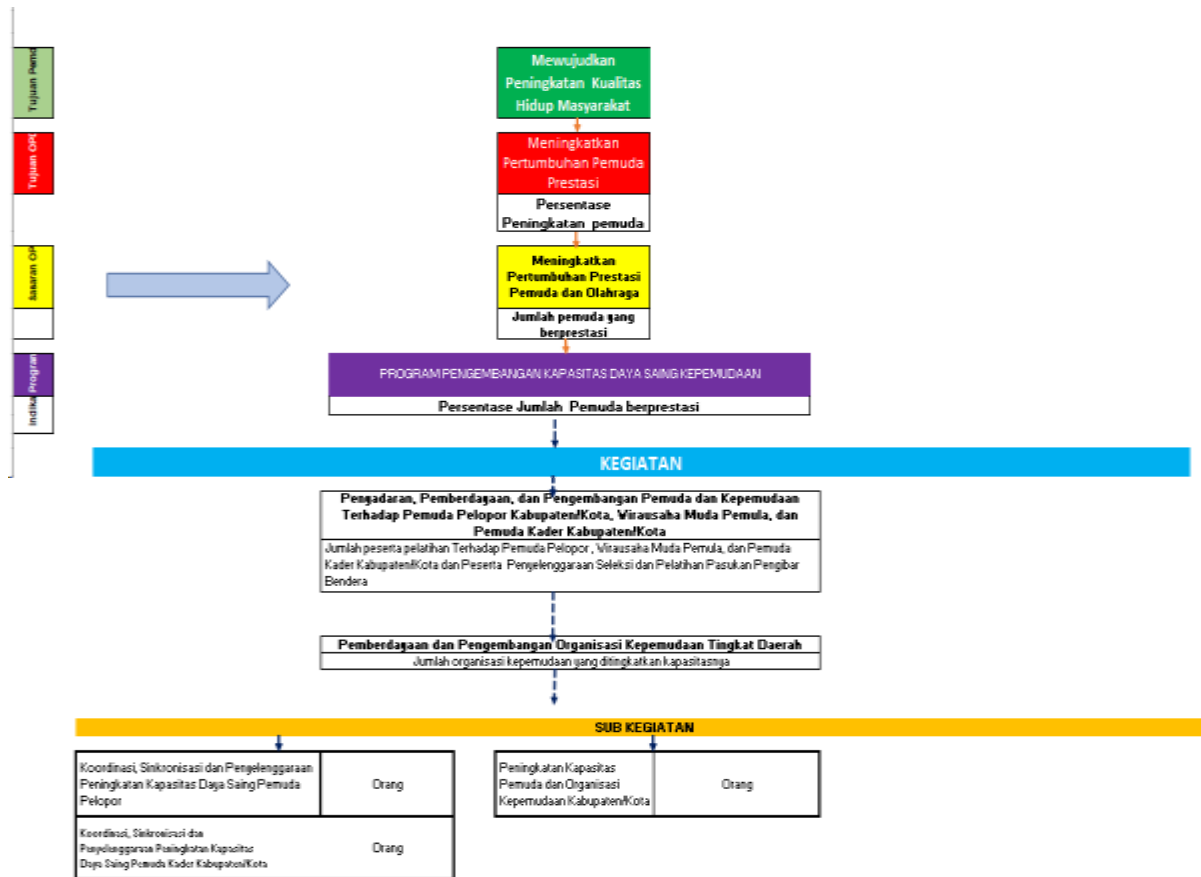 Tujuan Pemd
Mewujudkan
Peningkatan Kualitas
Hidup Masyarakat
Tujuan OPD
Meningkatkan
Pertumbuhan Pemuda
Prestasi
Persentase
Peningkatan pemuda
Sasaran OP
Meningkatkan
Pertumbuhan Prestasi
Pemuda dan Olahraga
Jumlah pemuda yang
berprestasi
Program
PROGRAM PENGEMBANGAN KAPASITAS DAYA SAING KEPEMUDAAN
Indika
Persentase Jumlah Pemuda berprestasi
KEGIATAN
Penyadaran, Pemberdayaan, dan Pengembangan Pemuda dan Kepemudaan
Terhadap Pemuda Pelopor Kabupaten/Kota, Wirausaha Muda Pemula, dan
Pemuda Kader Kabupaten/Kota
Jumlah peserta pelatihan Terhadap Pemuda Pelopor , Wirausaha Muda Pemula, dan Pemuda
Kader Kabupaten/Kota dan Peserta Penyelenggaraan Seleksi dan Pelatihan Pasukan Pengibar
Bendera
Pemberdayaan dan Pengembangan Organisasi Kepemudaan Tingkat Daerah
Jumlah organisasi kepemudaan yang ditingkatkan kapasitasnya
SUB KEGIATAN
Koordinasi, Sinkronisasi dan Penyelenggaraan
Peningkatan Kapasitas Daya Saing Pemuda
Pelopor
Orang
Peningkatan Kapasitas
Pemuda dan Organisasi
Kepemudaan Kabupaten/Kota
Orang
Koordinasi, Sinkronisasi dan
Penyelenggaraan Peningkatan Kapasitas
Daya Saing Pemuda Kader Kabupaten/Kota
Orang